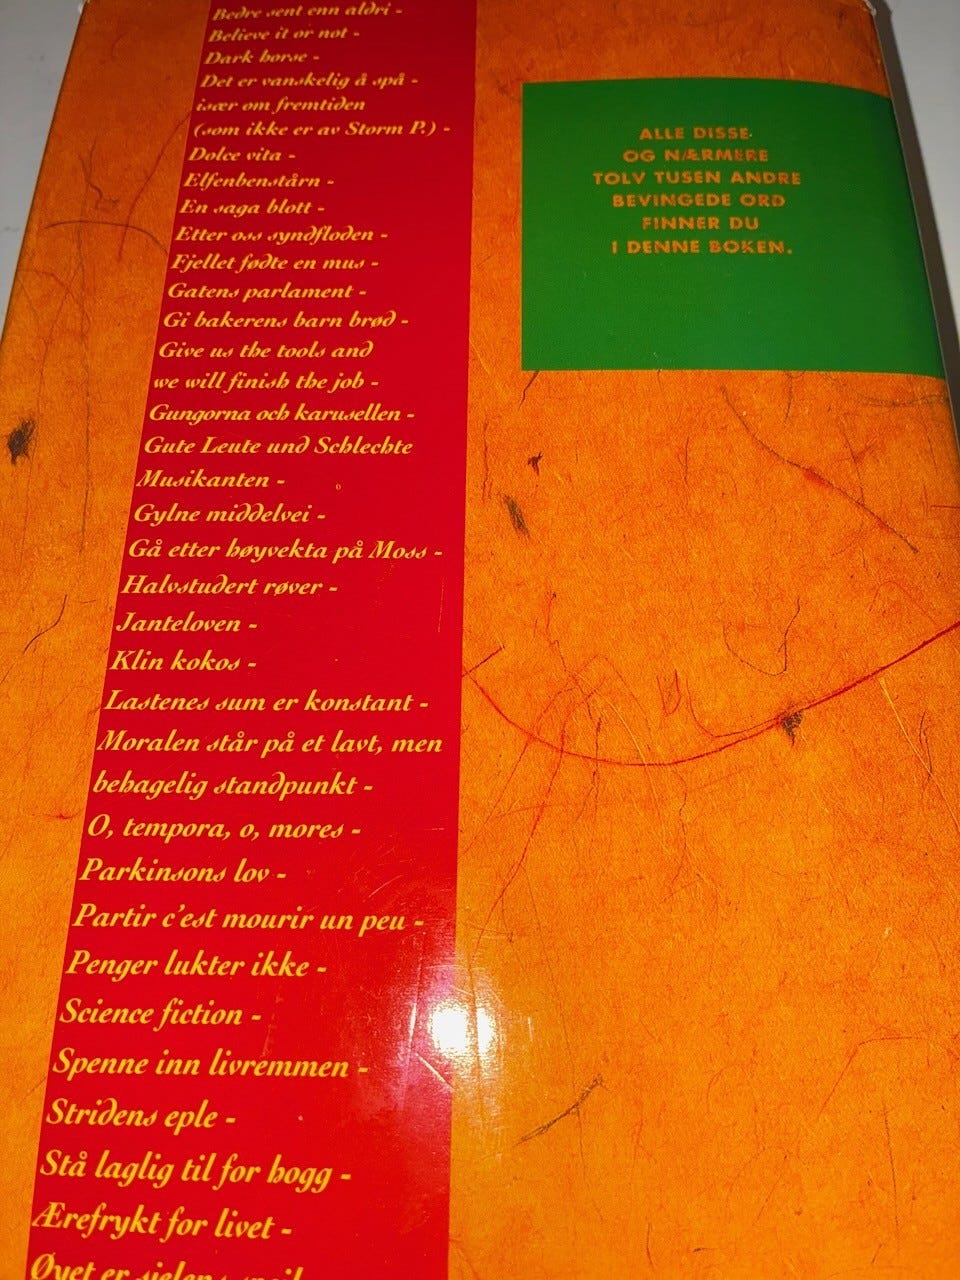 Bedre sent enn aldri -
Believe it or not -
Dark horse -
Det er vanskelig å spå -
især om fremtiden
(som ikke er av Storm P.) -
Dolce vita -
Elfenbenstårn -
En saga blott -
Etter oss syndfloden -
Fjellet fødte en mus -
Gatens parlament -
Gi bakerens barn brød -
Give us the tools and
we will finish the job -
Gungorna och karusellen -
Gute Leute und Schlechte
Musikanten -
Gylne middelvei -
Gå etter høyvekta på Moss -
Halvstudert røver -
Janteloven -
Klin kokos -
Lastenes sum er konstant -
Moralen står på et lavt, men
behagelig standpunkt -
O, tempora, o, mores -
Parkinsons lov -
Partir c'est mourir un peu -
Penger lukter ikke -
Science fiction -
Spenne inn livremmen -
Stridens eple -
Stå laglig til for hogg -
Ærefrykt for livet -
Øyet er sjelens speil
ALLE DISSE
OG NÆRMERE
TOLV TUSEN ANDRE
BEVINGEDE ORD
FINNER DU
I DENNE BOKEN.